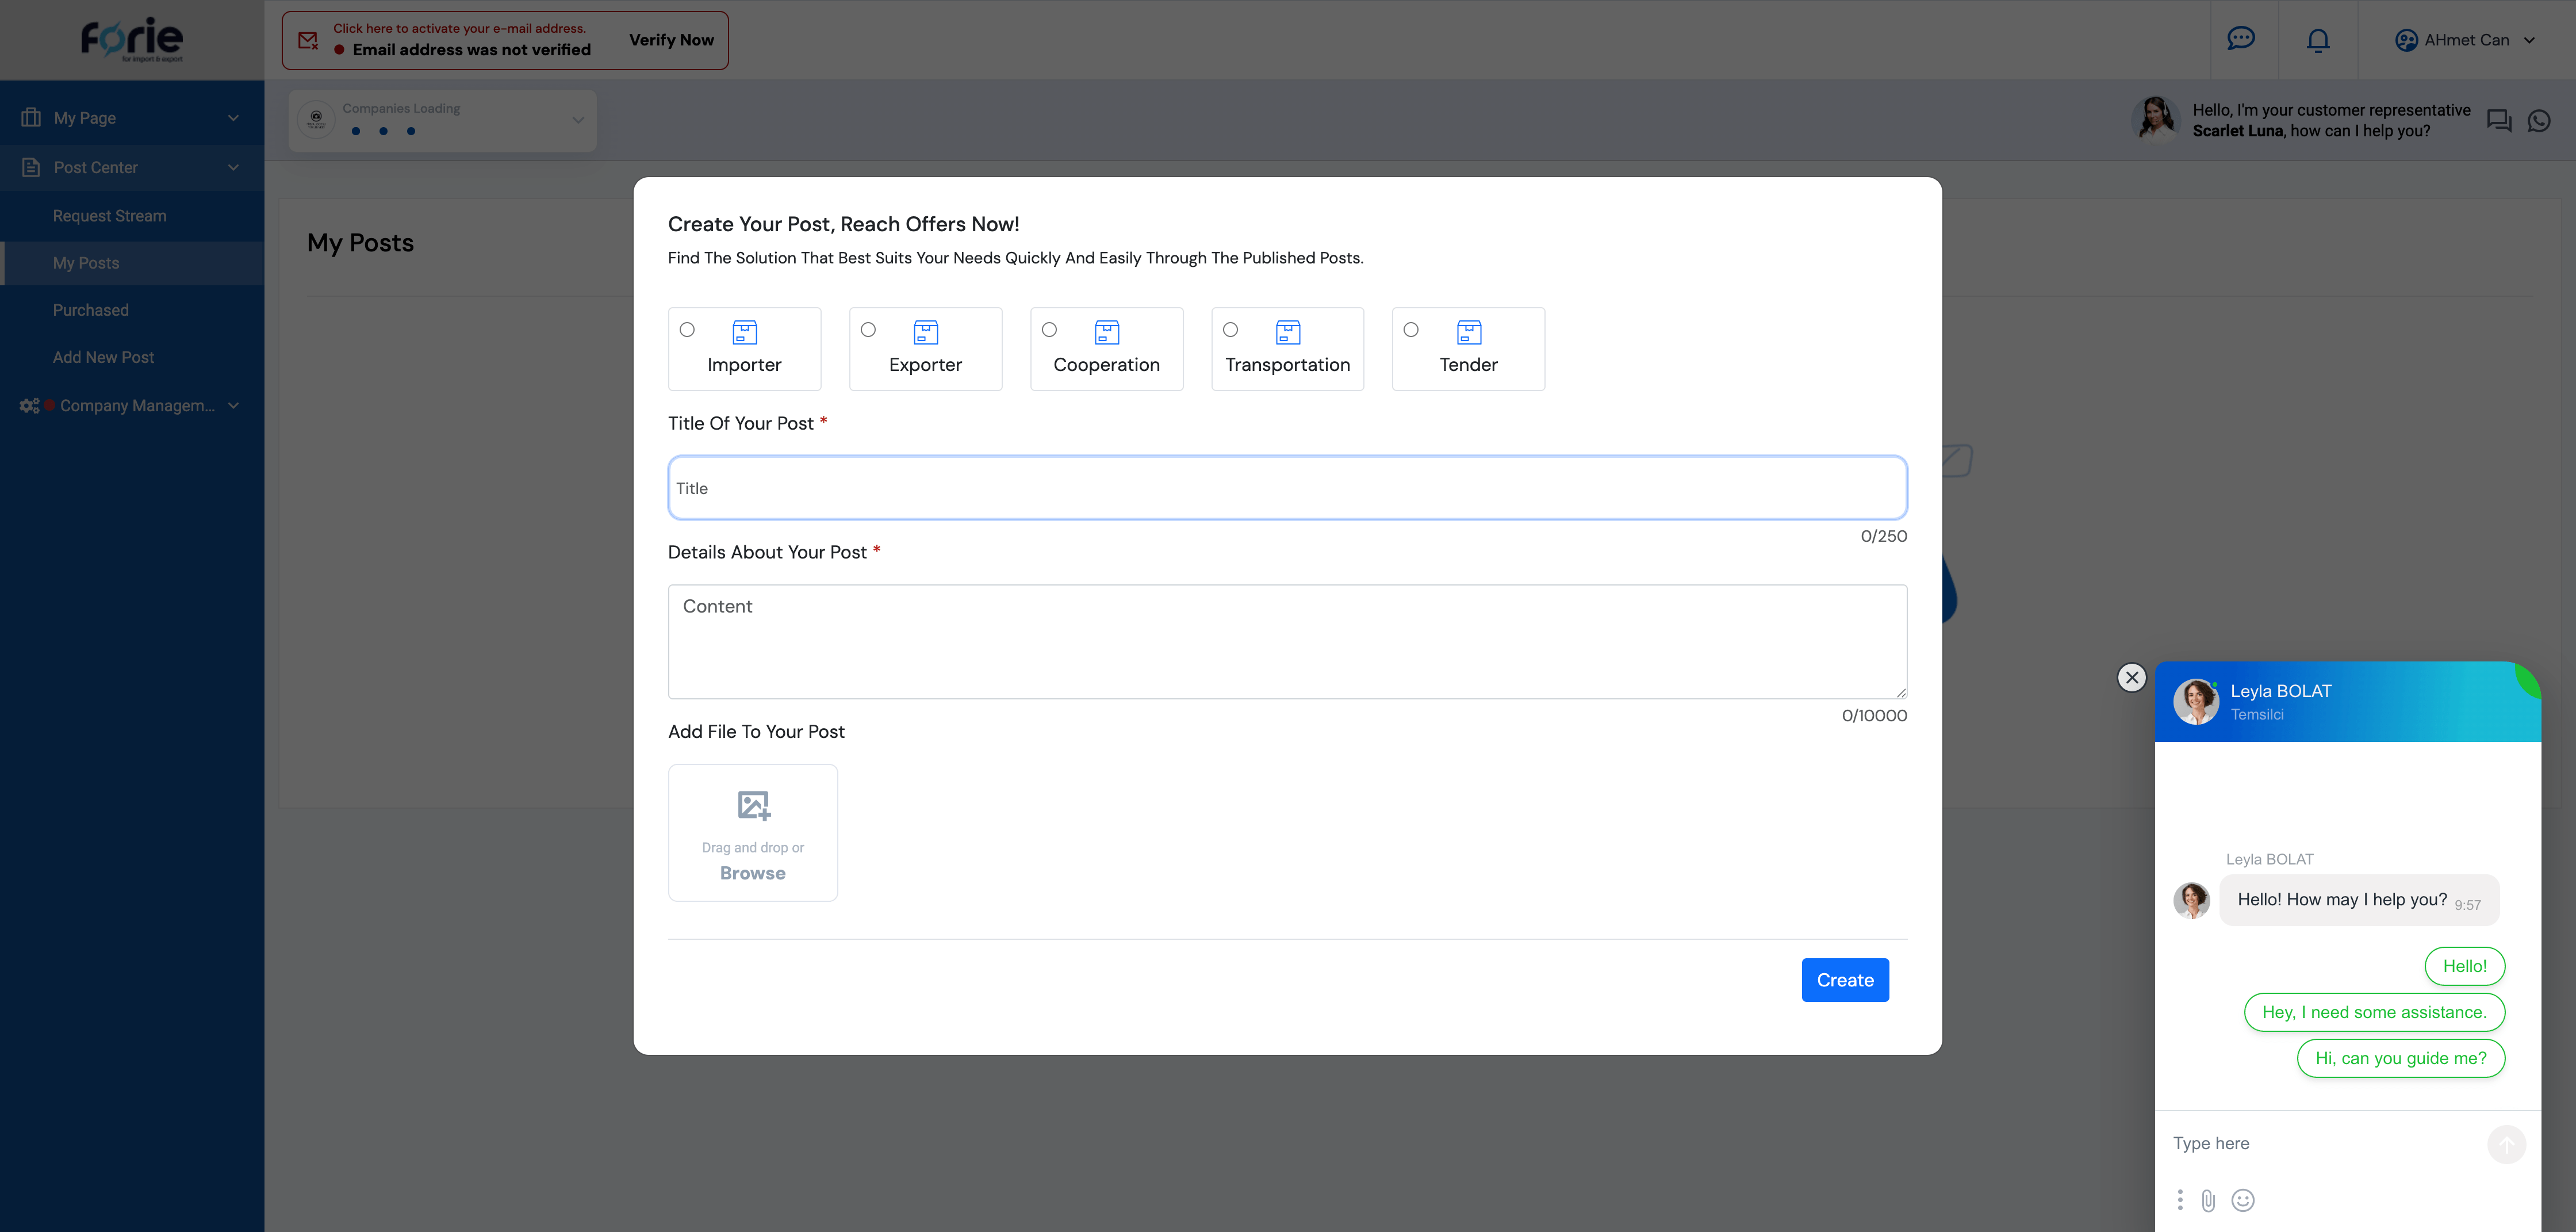 förie
for import & export
Click here to activate your e-mail address.
Email address was not verified
Verify Now
AHmet Can
My Page
Post Center
Request Stream
My Posts
Purchased
Add New Post
Company Managem...
Companies Loading
Hello, I'm your customer representative
Scarlet Luna, how can I help you?
My Posts
Create Your Post, Reach Offers Now!
Find The Solution That Best Suits Your Needs Quickly And Easily Through The Published Posts.
Importer
Exporter
Cooperation
Transportation
Tender
Title Of Your Post *
Title
0/250
Details About Your Post *
Content
0/10000
Add File To Your Post
Drag and drop or
Browse
Create
Leyla BOLAT
Temsilci
Leyla BOLAT
Hello! How may I help you? 9:57
Hello!
Hey, I need some assistance.
Hi, can you guide me?
Type here